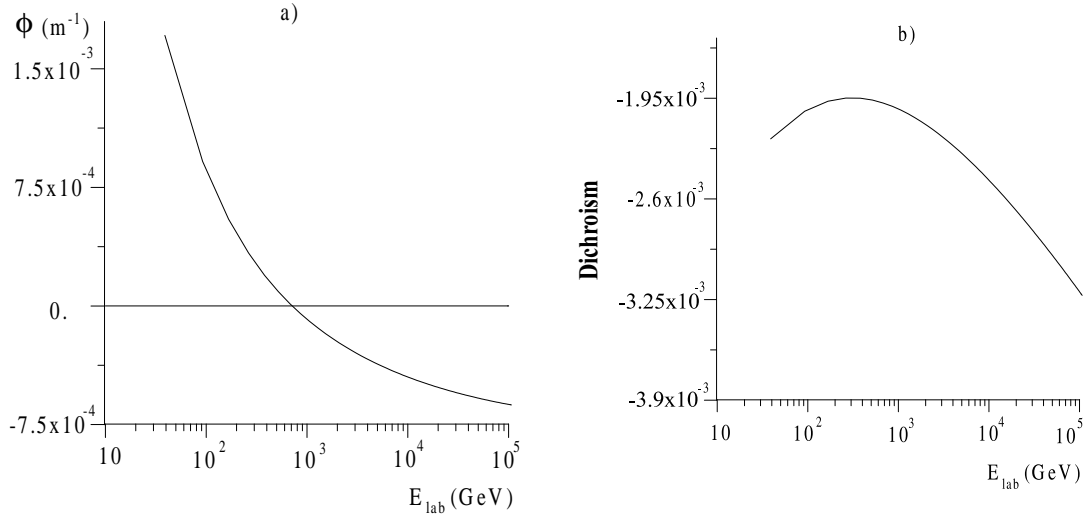 a)
ϕ (m⁻¹)
1.5x10⁻³
7.5x10⁻⁴
0.
-7.5x10⁻⁴
10 10² 10³ 10⁴ 10⁵
E_lab (GeV)
b)
Dichroism
-1.95x10⁻³
-2.6x10⁻³
-3.25x10⁻³
-3.9x10⁻³
10 10² 10³ 10⁴ 10⁵
E_lab (GeV)